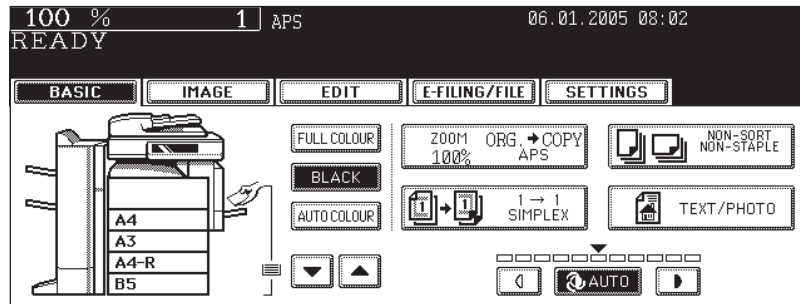 100 % 1 APS 06.01.2005 08:02
READY
BASIC IMAGE EDIT E-FILING/FILE SETTINGS
FULL COLOUR
BLACK
AUTO COLOUR
ZOOM ORG.➔COPY
100% APS
NON-SORT
NON-STAPLE
1 ➔ 1
1 → 1
SIMPLEX
TEXT/PHOTO
A4
A3
A4-R
B5
AUTO